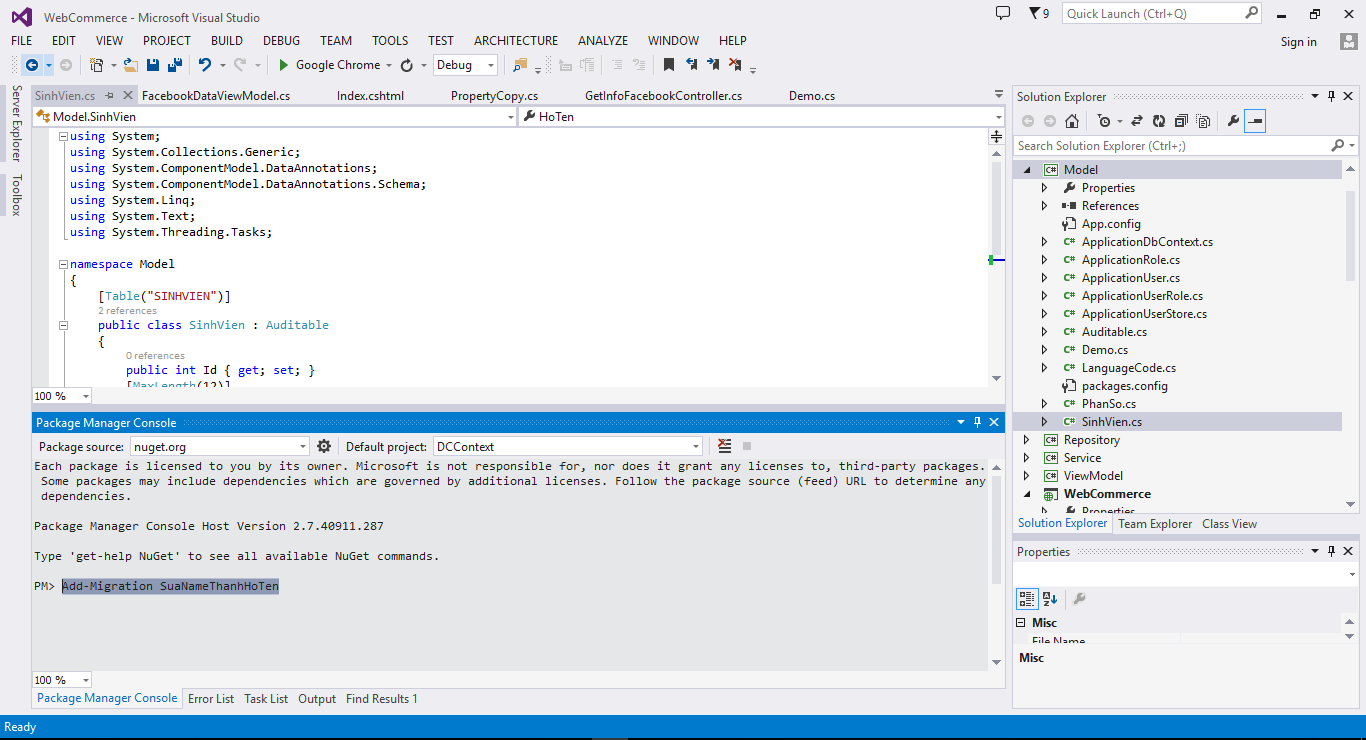 WebCommerce - Microsoft Visual Studio
9
Quick Launch (Ctrl+Q)
FILE EDIT VIEW PROJECT BUILD DEBUG TEAM TOOLS TEST ARCHITECTURE ANALYZE WINDOW HELP
Sign in
Google Chrome
Debug
Server Explorer
Toolbox
SinhVien.cs FacebookDataViewModel.cs Index.cshtml PropertyCopy.cs GetInfoFacebookController.cs Demo.cs
Model.SinhVien HoTen
using System;
using System.Collections.Generic;
using System.ComponentModel.DataAnnotations;
using System.ComponentModel.DataAnnotations.Schema;
using System.Linq;
using System.Text;
using System.Threading.Tasks;
namespace Model
{
[Table("SINHVIEN")]
2 references
public class SinhVien : Auditable
{
0 references
public int Id { get; set; }
[MaxLength(12)]
100 %
Package Manager Console
Package source: nuget.org Default project: DCContext
Each package is licensed to you by its owner. Microsoft is not responsible for, nor does it grant any licenses to, third-party packages.
Some packages may include dependencies which are governed by additional licenses. Follow the package source (feed) URL to determine any
dependencies.
Package Manager Console Host Version 2.7.40911.287
Type 'get-help NuGet' to see all available NuGet commands.
PM> Add-Migration SuaNameThanhHoTen
100 %
Package Manager Console Error List Task List Output Find Results 1
Solution Explorer
Search Solution Explorer (Ctrl+;)
C# Model
Properties
References
App.config
C# ApplicationDbContext.cs
C# ApplicationRole.cs
C# ApplicationUser.cs
C# ApplicationUserRole.cs
C# ApplicationUserStore.cs
C# Auditable.cs
C# Demo.cs
C# LanguageCode.cs
packages.config
C# PhanSo.cs
C# SinhVien.cs
C# Repository
C# Service
C# ViewModel
WebCommerce
Properties
Solution Explorer Team Explorer Class View
Properties
Misc
File Name
Misc
Ready